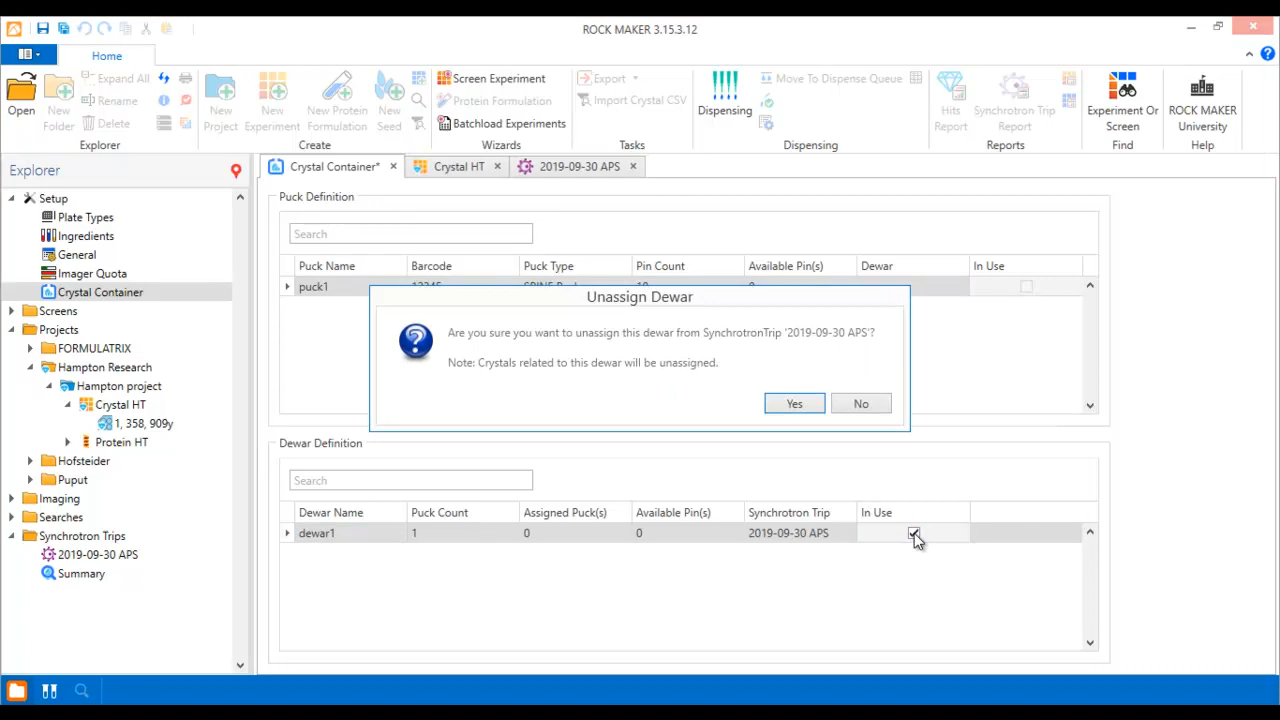 ROCK MAKER 3.15.3.12
Home
Open
New Folder
Expand All
Rename
Delete
Explorer
New Project
New Experiment
New Protein Formulation
New Seed
Create
Screen Experiment
Protein Formulation
Batchload Experiments
Wizards
Export
Import Crystal CSV
Tasks
Dispensing
Move To Dispense Queue
Dispensing
Hits Report
Synchrotron Trip Report
Reports
Experiment Or Screen
Find
ROCK MAKER University
Help
Explorer
Setup
Plate Types
Ingredients
General
Imager Quota
Crystal Container
Screens
Projects
FORMULATRIX
Hampton Research
Hampton project
Crystal HT
1, 358, 909y
Protein HT
Hofsteider
Puput
Imaging
Searches
Synchrotron Trips
2019-09-30 APS
Summary
Crystal Container*
Crystal HT
2019-09-30 APS
Puck Definition
Search
Puck Name Barcode Puck Type Pin Count Available Pin(s) Dewar In Use
puck1
Unassign Dewar
Are you sure you want to unassign this dewar from SynchrotronTrip '2019-09-30 APS'?
Note: Crystals related to this dewar will be unassigned.
Yes No
Dewar Definition
Search
Dewar Name Puck Count Assigned Puck(s) Available Pin(s) Synchrotron Trip In Use
dewar1 1 0 0 2019-09-30 APS